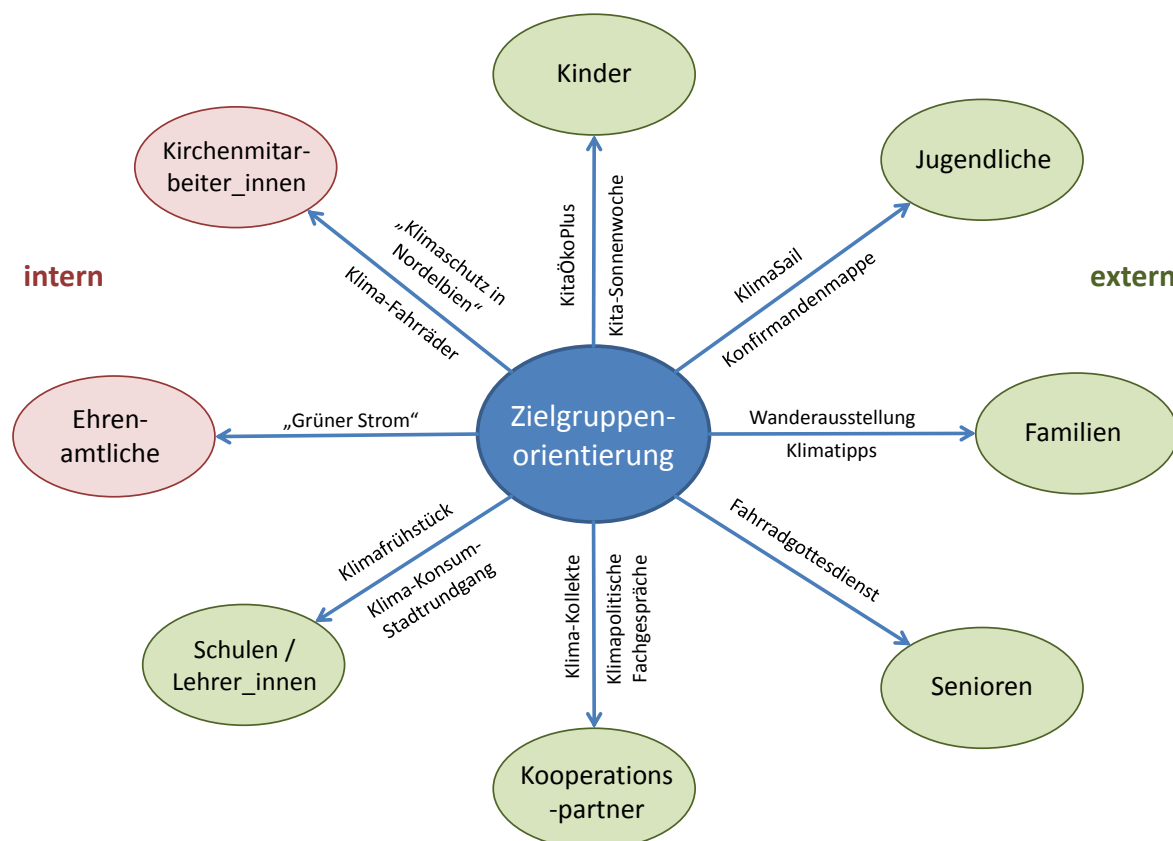 Kinder
Kirchenmitar-
beiter_innen
Jugendliche
„Klimaschutz in
Nordelbien“
Klima-Fahrräder
KitaÖkoPlus
Kita-Sonnenwoche
KlimaSail
Konfirmandenmappe
intern
extern
Ehren-
amtliche
„Grüner Strom“
Zielgruppen-
orientierung
Wanderausstellung
Klimatipps
Familien
Klimafrühstück
Klima-Konsum-
Stadtrundgang
Klima-Kollekte
Klimapolitische
Fachgespräche
Fahrradgottesdienst
Schulen /
Lehrer_innen
Senioren
Kooperations
-partner